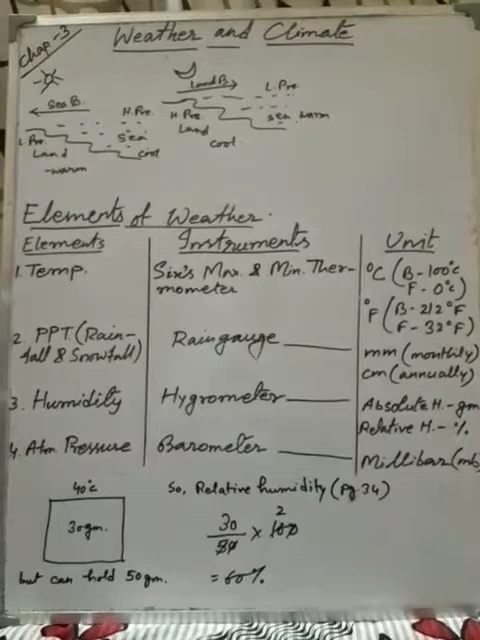 Chap-3
Weather and Climate
Sea B.
H. Pre.
L. Pre.
Land
warm
Sea
cool
Land B
L. Pre
H. Pre.
Land
cool
Sea warm
Elements of Weather.
Elements Instruments Unit
1. Temp. Six's Max. & Min. Thermometer °C (B-100°C
F - 0°C)
°F (B-212°F
F - 32°F)
2. PPT (Rainfall & Snowfall) Raingauge mm (monthly)
cm (annually)
3. Humidity Hygrometer Absolute H.- gm
Relative H. - %
4. Atm. Pressure Barometer Millibar (mb)
40°C
30gm.
but can hold 50gm.
So, Relative humidity (Pg. 34)
30/50 x 100 2
= 60%